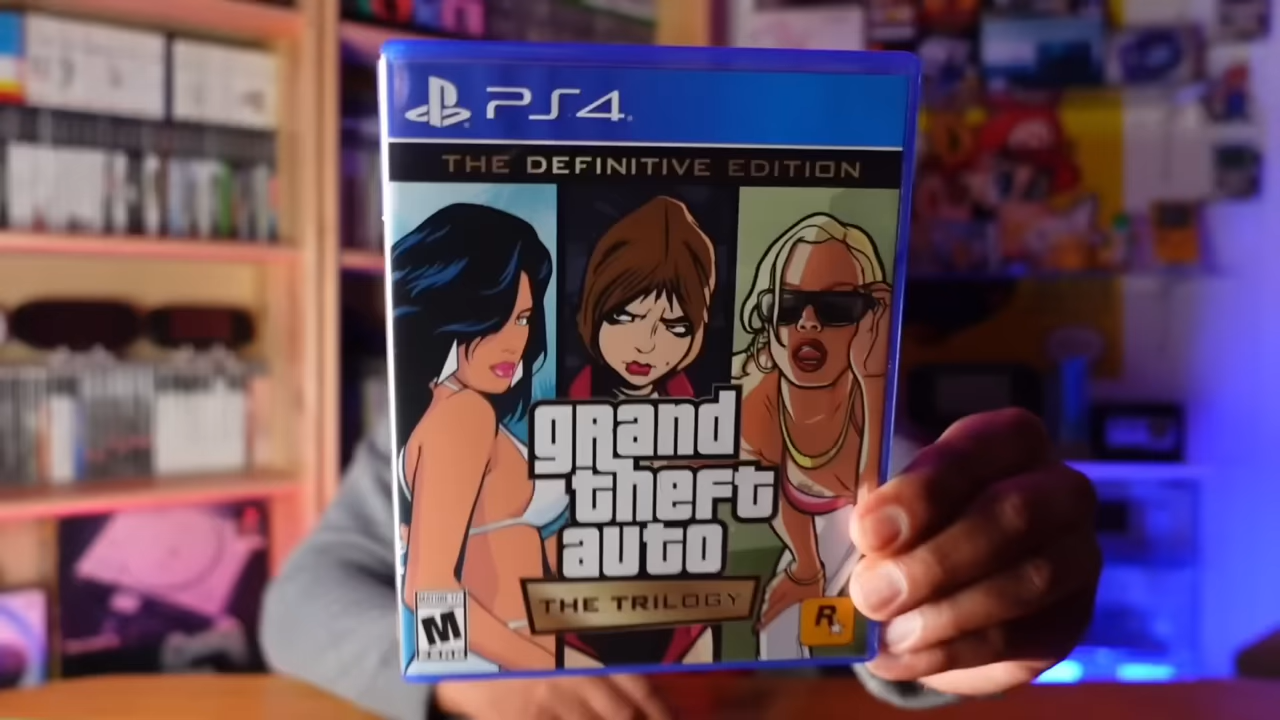 PS4
THE DEFINITIVE EDITION
grand
theft
auto
THE TRILOGY
M
R